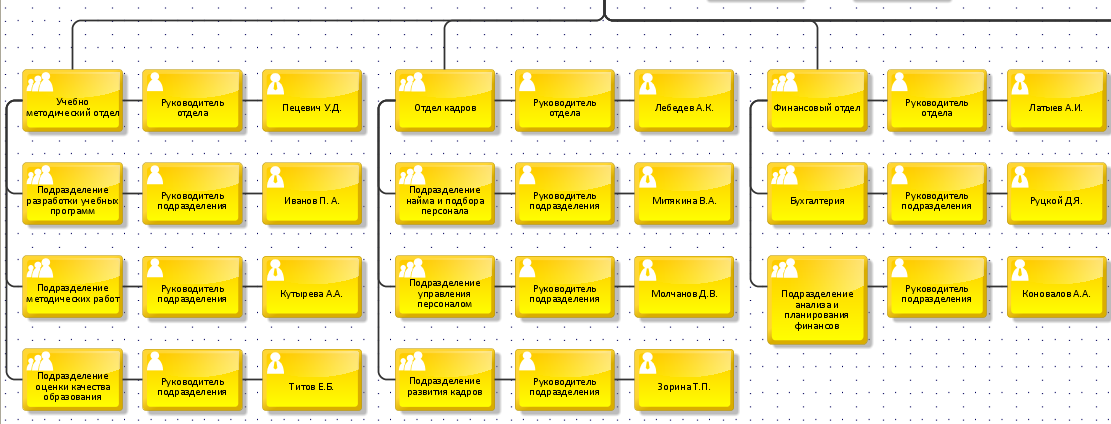 Учебно
методический отдел
Руководитель
отдела
Пецевич У.Д.
Отдел кадров
Руководитель
отдела
Лебедев А.К.
Финансовый отдел
Руководитель
отдела
Латыев А.И.
Подразделение
разработки учебных
программ
Руководитель
подразделения
Иванов П. А.
Подразделение
найма и подбора
персонала
Руководитель
подразделения
Митякина В.А.
Бухгалтерия
Руководитель
подразделения
Руцкой Д.Я.
Подразделение
методических работ
Руководитель
подразделения
Кутырева А.А.
Подразделение
управления
персоналом
Руководитель
подразделения
Молчанов Д.В.
Подразделение
анализа и
планирования
финансов
Руководитель
подразделения
Коновалов А.А.
Подразделение
оценки качества
образования
Руководитель
подразделения
Титов Е.Б.
Подразделение
развития кадров
Руководитель
подразделения
Зорина Т.П.